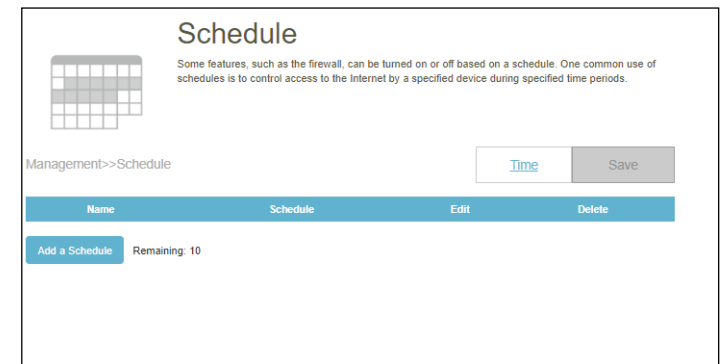 Schedule
Some features, such as the firewall, can be turned on or off based on a schedule. One common use of
schedules is to control access to the Internet by a specified device during specified time periods.
Management>>Schedule
Time
Save
Name Schedule Edit Delete
Add a Schedule Remaining: 10